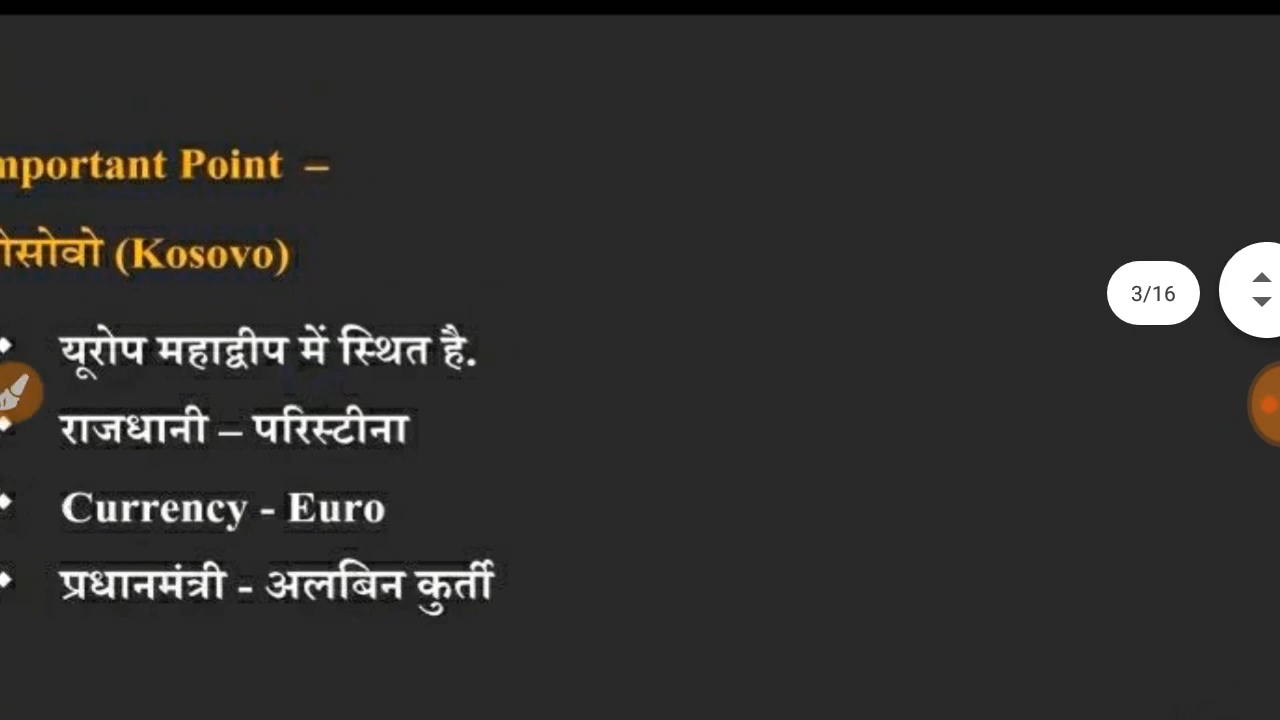 mportant Point –
ोसोवो (Kosovo)
3/16
यूरोप महाद्वीप में स्थित है.
राजधानी – परिस्टीना
Currency - Euro
प्रधानमंत्री - अलबिन कुर्ती